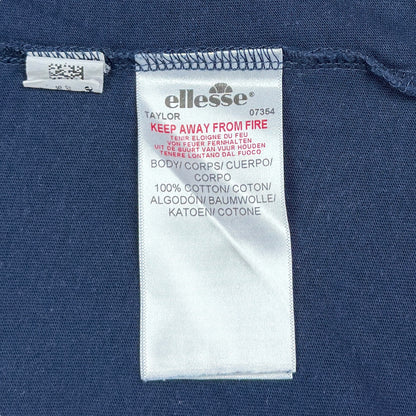 ellesse
TAYLOR 07354
KEEP AWAY FROM FIRE
TENIR ELOIGNE DU FEU
VON FEUER FERNHALTEN
UIT DE BUURT VAN VUUR HOUDEN
TENERE LONTANO DAL FUOCO
BODY/ CORPS/ CUERPO/
CORPO
100% COTTON/ COTON/
ALGODÓN/ BAUMWOLLE/
KATOEN/ COTONE